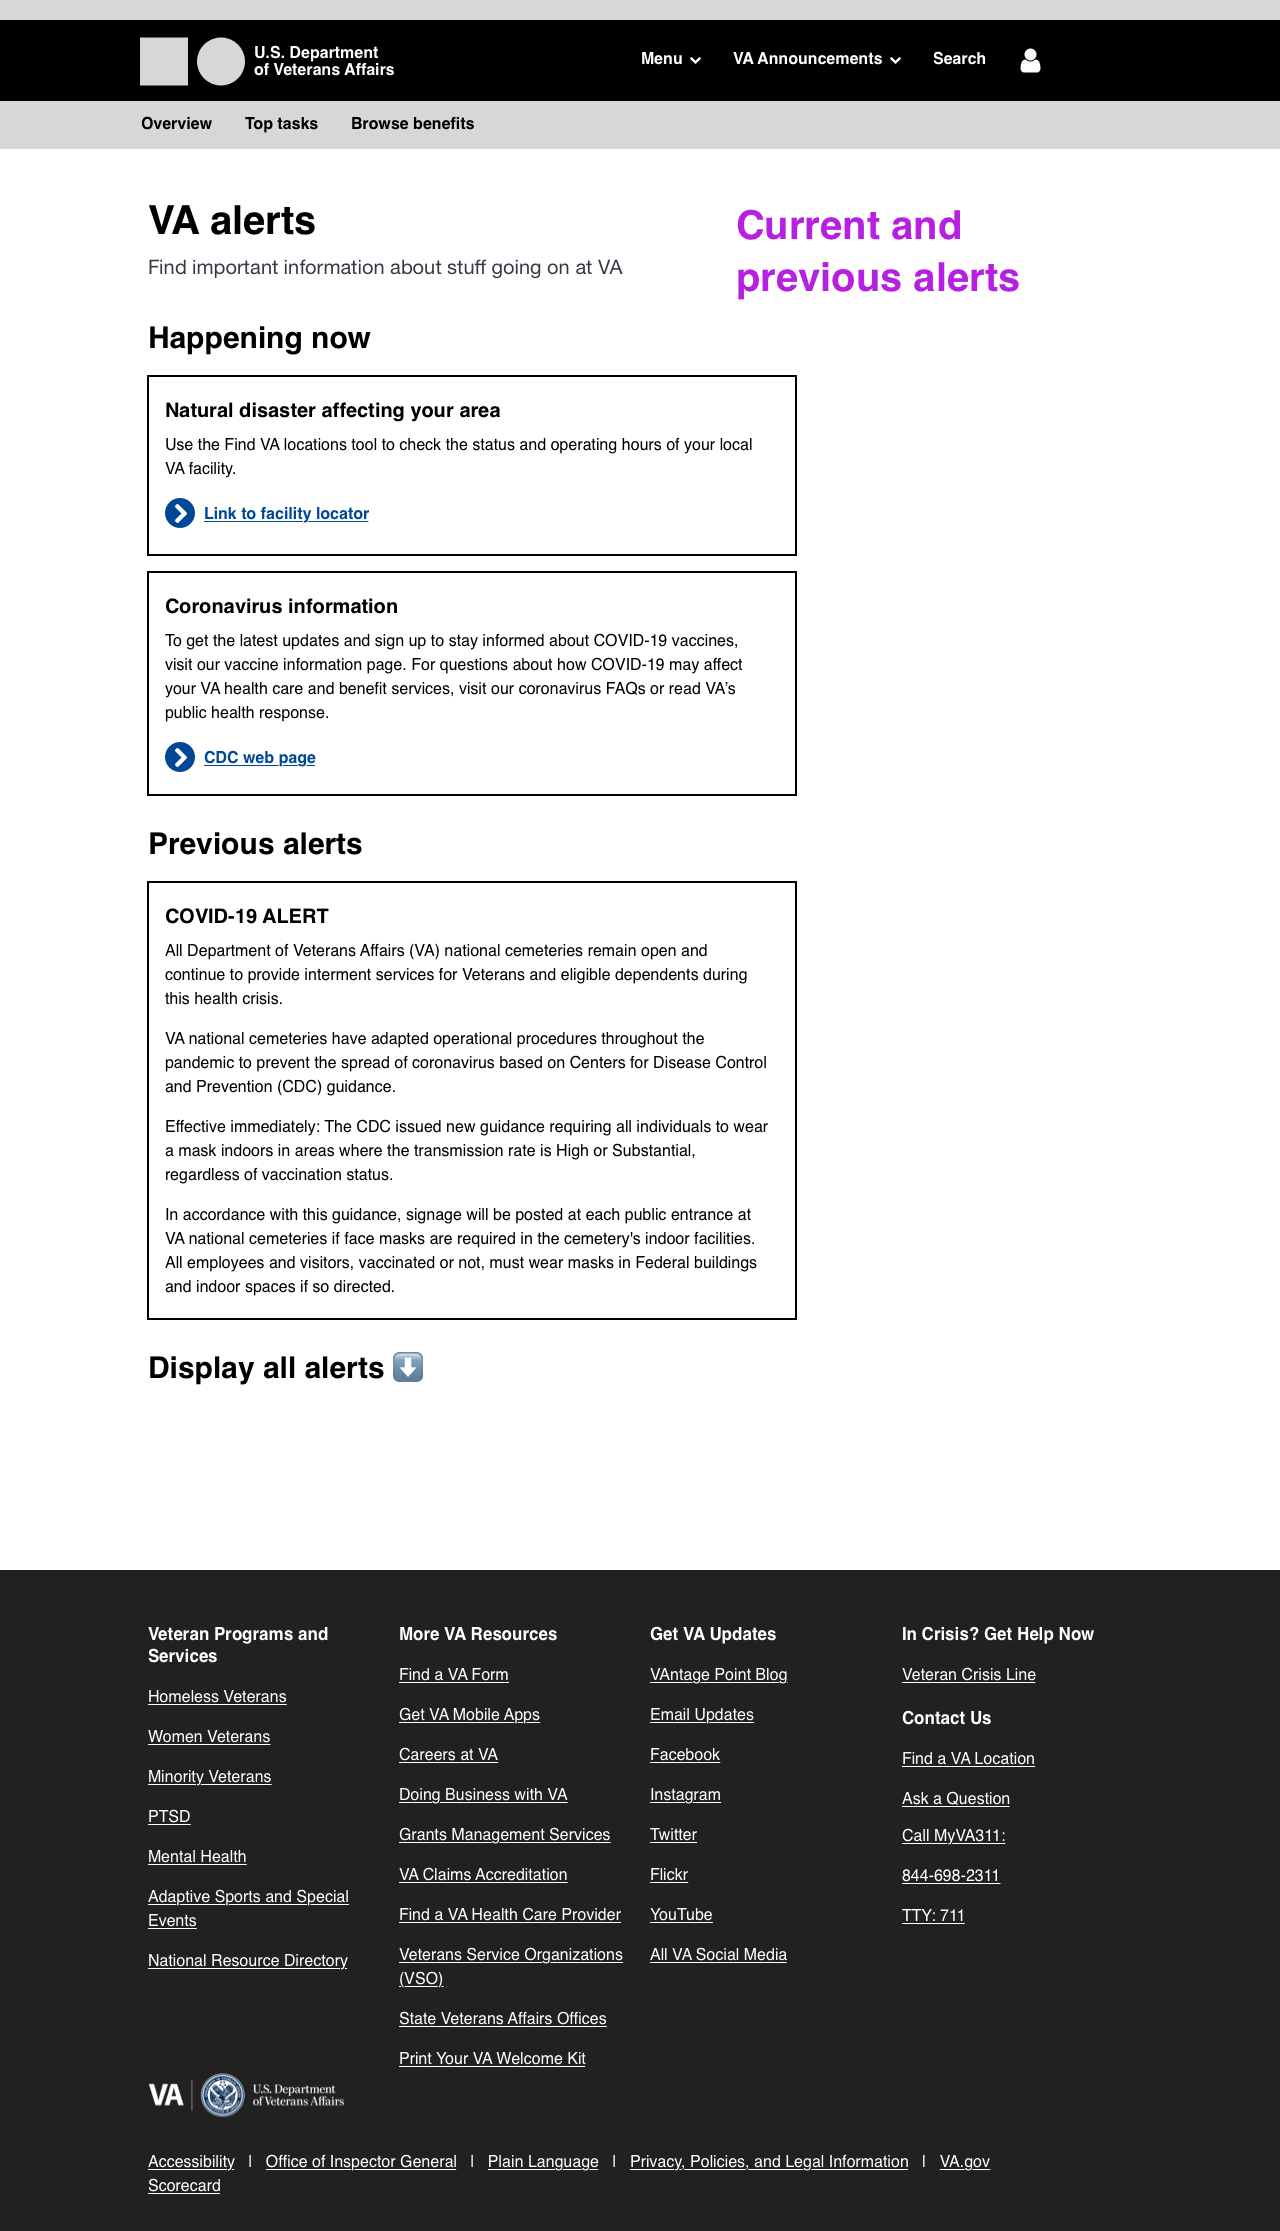 U.S. Department
of Veterans Affairs
Menu
VA Announcements
Search
Overview
Top tasks
Browse benefits
VA alerts
Find important information about stuff going on at VA
Current and
previous alerts
Happening now
Natural disaster affecting your area
Use the Find VA locations tool to check the status and operating hours of your local
VA facility.
Link to facility locator
Coronavirus information
To get the latest updates and sign up to stay informed about COVID-19 vaccines,
visit our vaccine information page. For questions about how COVID-19 may affect
your VA health care and benefit services, visit our coronavirus FAQs or read VA’s
public health response.
CDC web page
Previous alerts
COVID-19 ALERT
All Department of Veterans Affairs (VA) national cemeteries remain open and
continue to provide interment services for Veterans and eligible dependents during
this health crisis.
VA national cemeteries have adapted operational procedures throughout the
pandemic to prevent the spread of coronavirus based on Centers for Disease Control
and Prevention (CDC) guidance.
Effective immediately: The CDC issued new guidance requiring all individuals to wear
a mask indoors in areas where the transmission rate is High or Substantial,
regardless of vaccination status.
In accordance with this guidance, signage will be posted at each public entrance at
VA national cemeteries if face masks are required in the cemetery's indoor facilities.
All employees and visitors, vaccinated or not, must wear masks in Federal buildings
and indoor spaces if so directed.
Display all alerts ⬇️
Veteran Programs and
Services
Homeless Veterans
Women Veterans
Minority Veterans
PTSD
Mental Health
Adaptive Sports and Special
Events
National Resource Directory
More VA Resources
Find a VA Form
Get VA Mobile Apps
Careers at VA
Doing Business with VA
Grants Management Services
VA Claims Accreditation
Find a VA Health Care Provider
Veterans Service Organizations
(VSO)
State Veterans Affairs Offices
Print Your VA Welcome Kit
Get VA Updates
VAntage Point Blog
Email Updates
Facebook
Instagram
Twitter
Flickr
YouTube
All VA Social Media
In Crisis? Get Help Now
Veteran Crisis Line
Contact Us
Find a VA Location
Ask a Question
Call MyVA311:
844-698-2311
TTY: 711
VA
U.S. Department
of Veterans Affairs
Accessibility | Office of Inspector General | Plain Language | Privacy, Policies, and Legal Information | VA.gov
Scorecard